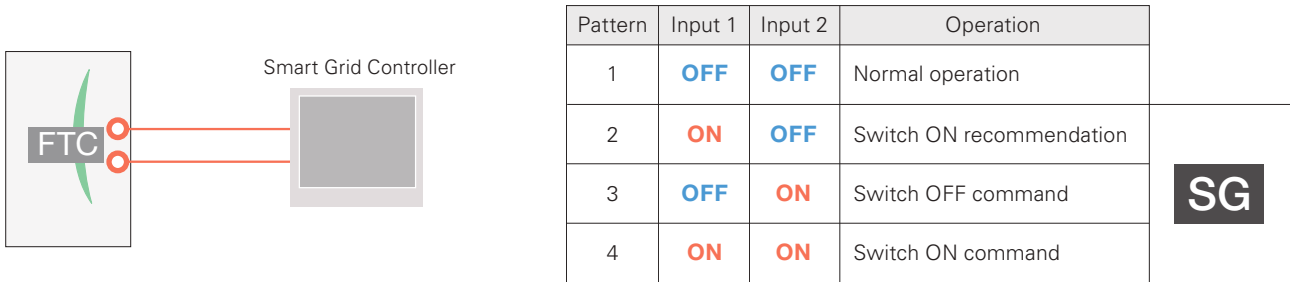 Smart Grid Controller
FTC
Pattern Input 1 Input 2 Operation
1 OFF OFF Normal operation
2 ON OFF Switch ON recommendation
3 OFF ON Switch OFF command
4 ON ON Switch ON command
SG